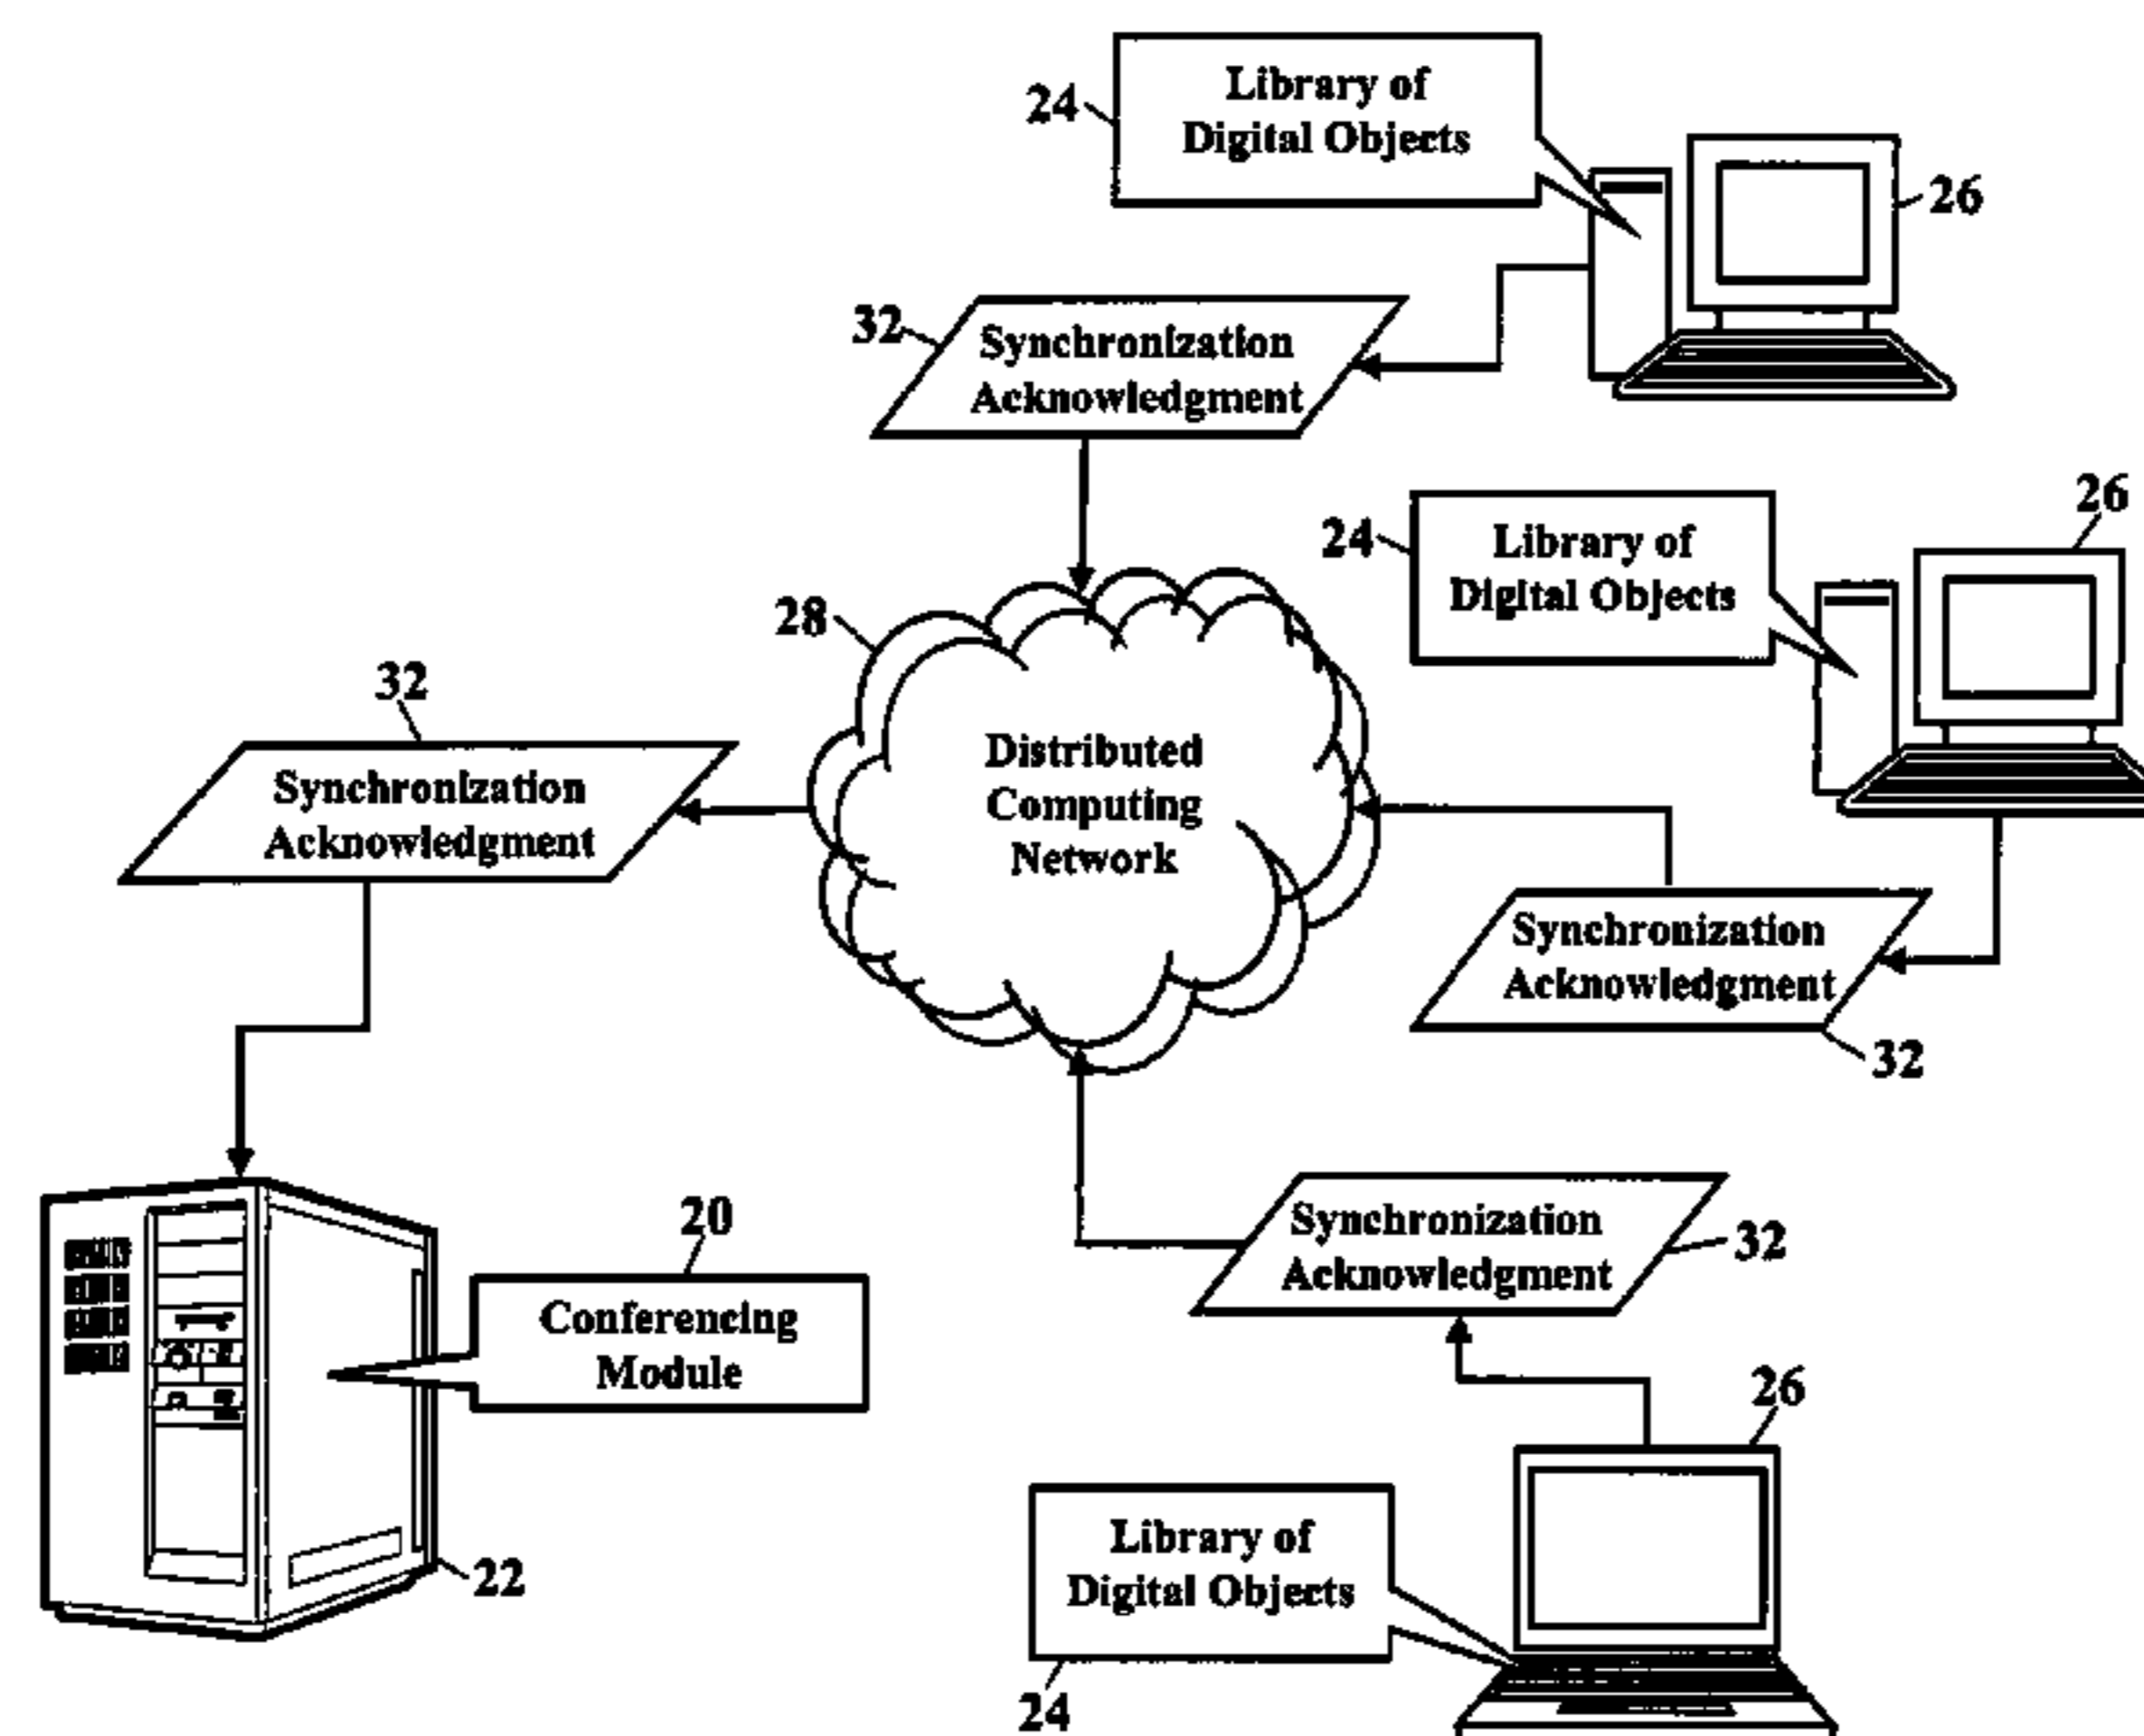 Library of
Digital Objects
24
26
32
Synchronization
Acknowledgment
24
Library of
Digital Objects
26
28
Distributed
Computing
Network
32
Synchronization
Acknowledgment
Synchronization
Acknowledgment
32
20
Conferencing
Module
22
Synchronization
Acknowledgment
32
26
Library of
Digital Objects
24